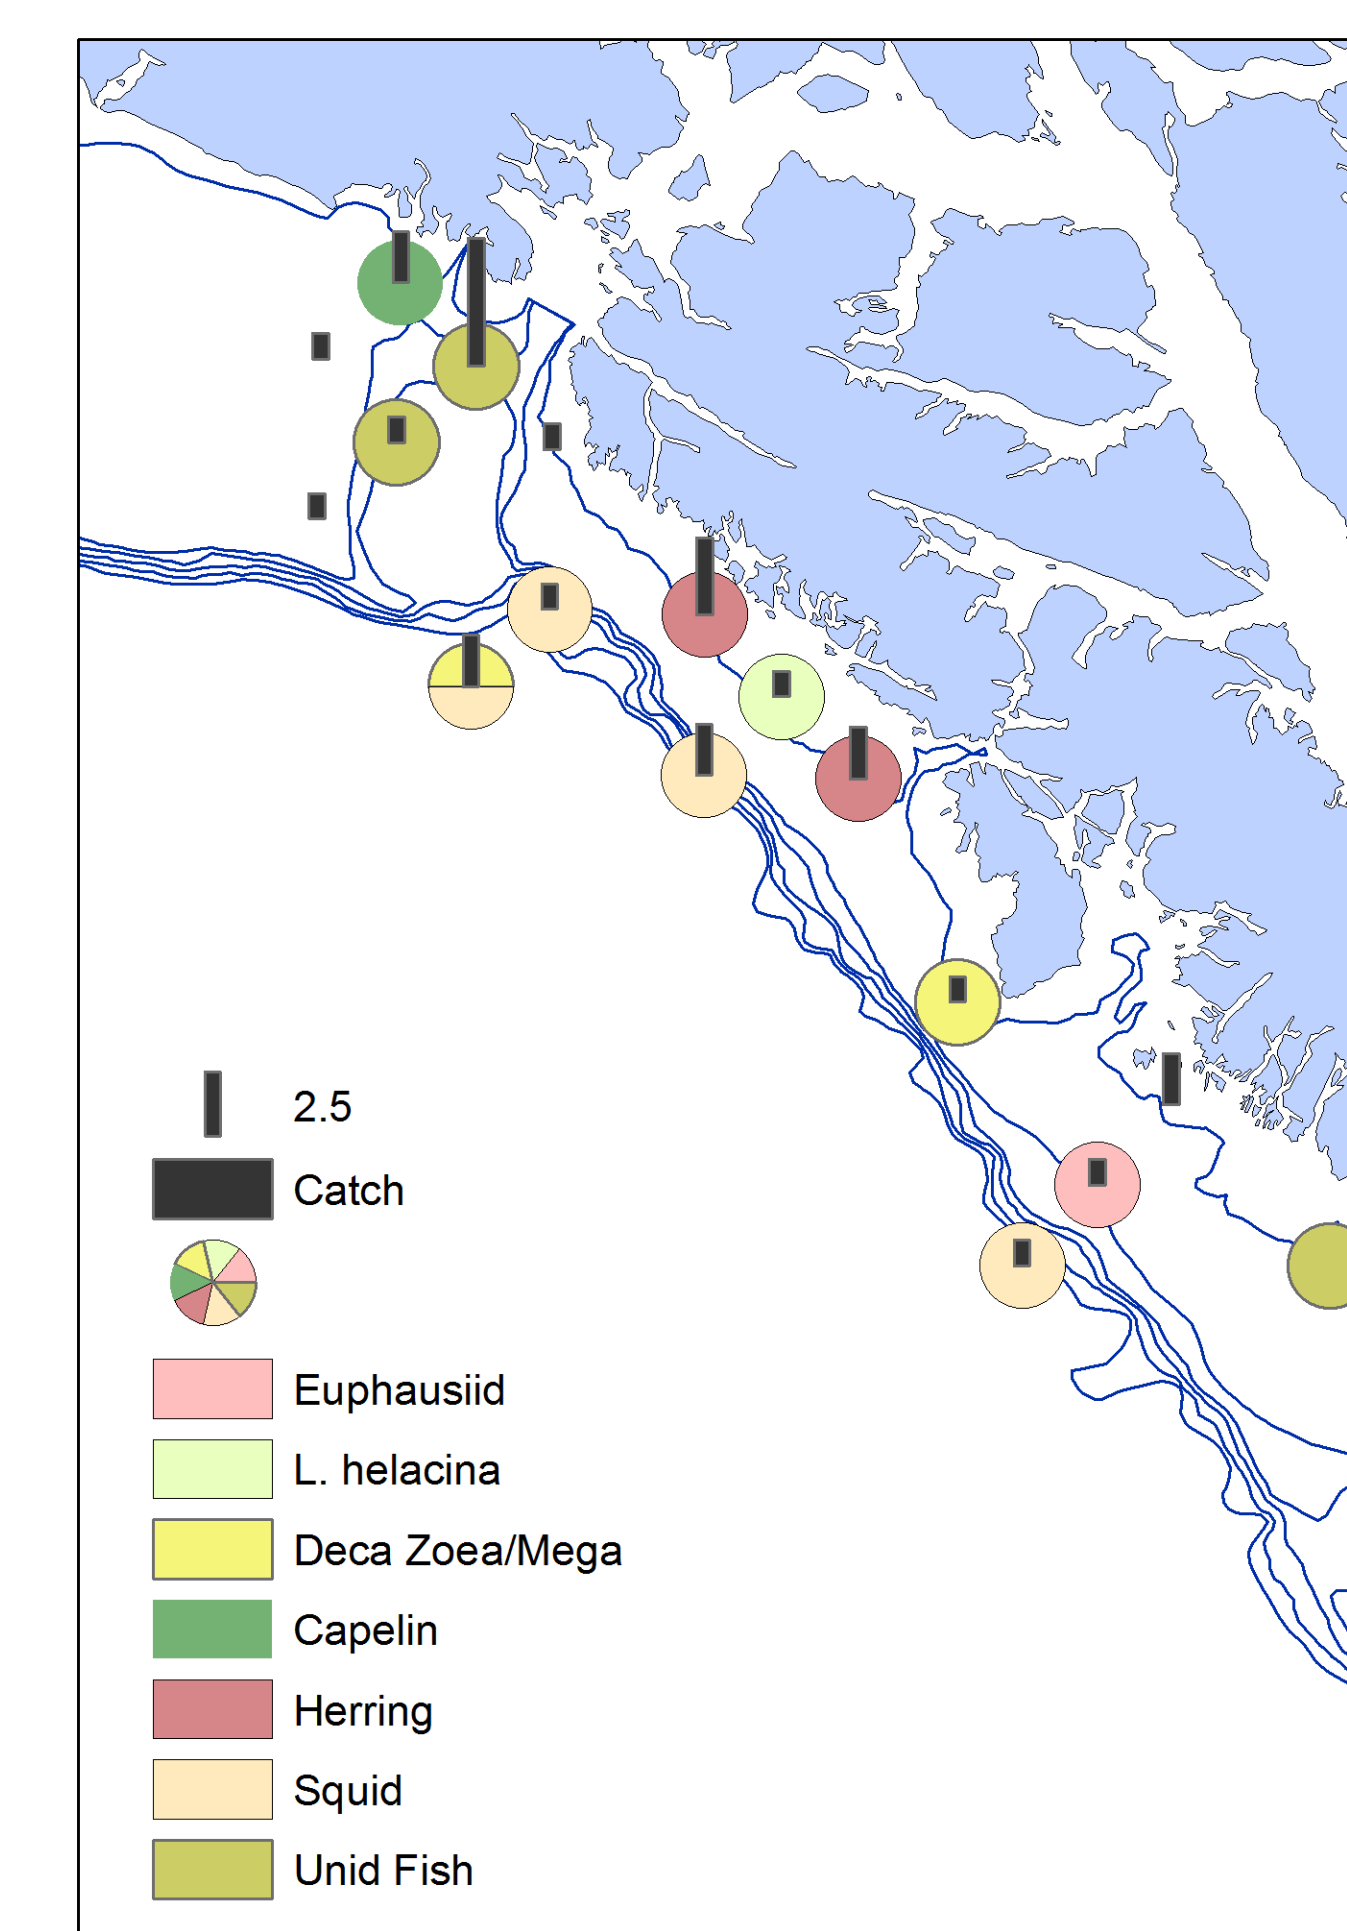 2.5
Catch
Euphausiid
L. helacina
Deca Zoea/Mega
Capelin
Herring
Squid
Unid Fish